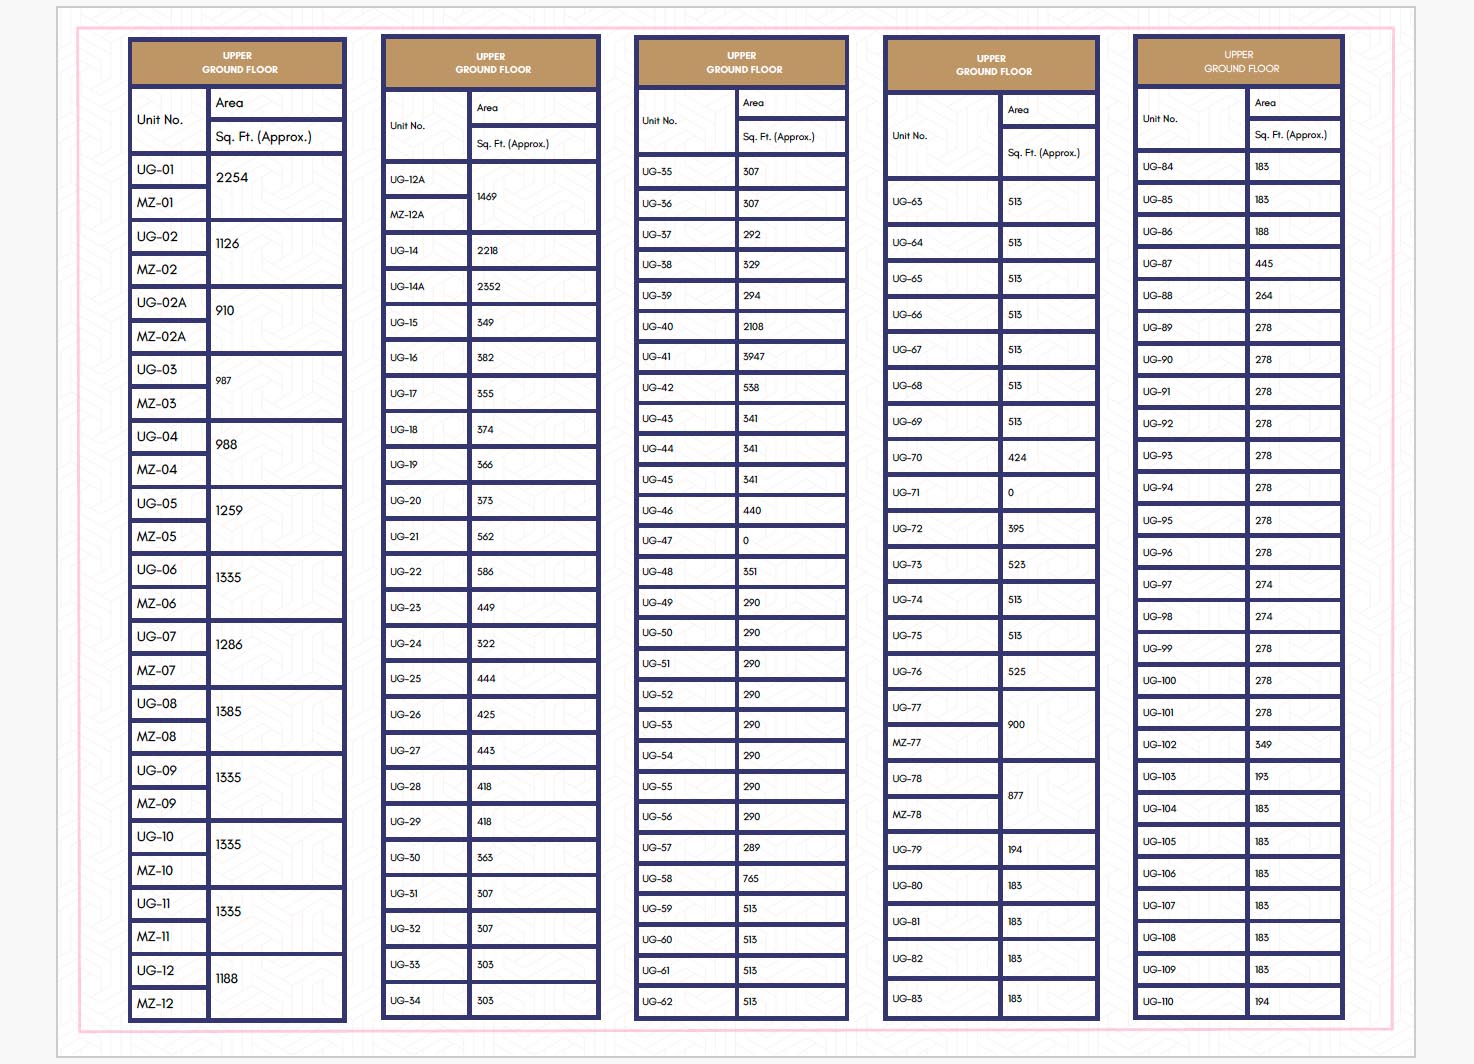 UPPER
GROUND FLOOR
Unit No.
Area
Sq. Ft. (Approx.)
UG-01
MZ-01
2254
UG-02
MZ-02
1126
UG-02A
MZ-02A
910
UG-03
MZ-03
987
UG-04
MZ-04
988
UG-05
MZ-05
1259
UG-06
MZ-06
1335
UG-07
MZ-07
1286
UG-08
MZ-08
1385
UG-09
MZ-09
1335
UG-10
MZ-10
1335
UG-11
MZ-11
1335
UG-12
MZ-12
1188
UPPER
GROUND FLOOR
Unit No.
Area
Sq. Ft. (Approx.)
UG-12A
MZ-12A
1469
UG-14 2218
UG-14A 2352
UG-15 349
UG-16 382
UG-17 355
UG-18 374
UG-19 366
UG-20 373
UG-21 562
UG-22 586
UG-23 449
UG-24 322
UG-25 444
UG-26 425
UG-27 443
UG-28 418
UG-29 418
UG-30 363
UG-31 307
UG-32 307
UG-33 303
UG-34 303
UPPER
GROUND FLOOR
Unit No.
Area
Sq. Ft. (Approx.)
UG-35 307
UG-36 307
UG-37 292
UG-38 329
UG-39 294
UG-40 2108
UG-41 3947
UG-42 538
UG-43 341
UG-44 341
UG-45 341
UG-46 440
UG-47 0
UG-48 351
UG-49 290
UG-50 290
UG-51 290
UG-52 290
UG-53 290
UG-54 290
UG-55 290
UG-56 290
UG-57 289
UG-58 765
UG-59 513
UG-60 513
UG-61 513
UG-62 513
UPPER
GROUND FLOOR
Unit No.
Area
Sq. Ft. (Approx.)
UG-63 513
UG-64 513
UG-65 513
UG-66 513
UG-67 513
UG-68 513
UG-69 513
UG-70 424
UG-71 0
UG-72 395
UG-73 523
UG-74 513
UG-75 513
UG-76 525
UG-77
MZ-77
900
UG-78
MZ-78
877
UG-79 194
UG-80 183
UG-81 183
UG-82 183
UG-83 183
UPPER
GROUND FLOOR
Unit No.
Area
Sq. Ft. (Approx.)
UG-84 183
UG-85 183
UG-86 188
UG-87 445
UG-88 264
UG-89 278
UG-90 278
UG-91 278
UG-92 278
UG-93 278
UG-94 278
UG-95 278
UG-96 278
UG-97 274
UG-98 274
UG-99 278
UG-100 278
UG-101 278
UG-102 349
UG-103 193
UG-104 183
UG-105 183
UG-106 183
UG-107 183
UG-108 183
UG-109 183
UG-110 194